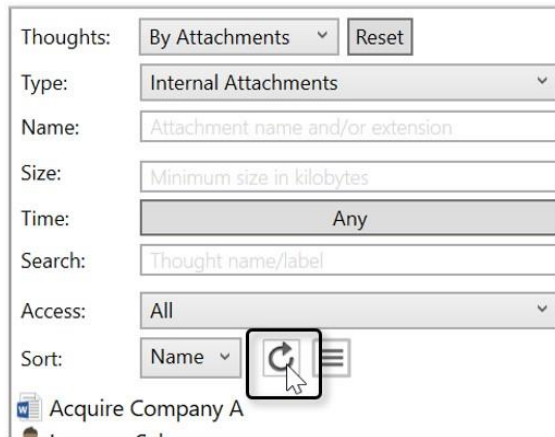 Thoughts: By Attachments Reset
Type: Internal Attachments
Name: Attachment name and/or extension
Size: Minimum size in kilobytes
Time: Any
Search: Thought name/label
Access: All
Sort: Name
Acquire Company A